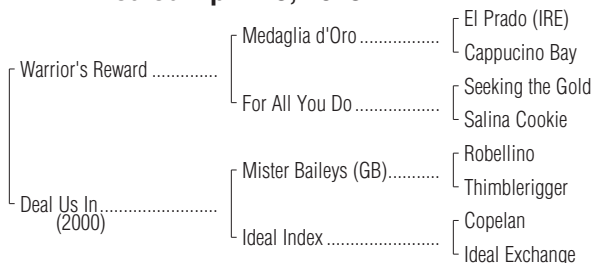 El Prado (IRE)
Medaglia d'Oro ..................
Cappucino Bay
Warrior's Reward ..............
Seeking the Gold
For All You Do ...................
Salina Cookie
Robellino
Mister Baileys (GB)...........
Thimblerigger
Deal Us In.........................
(2000)
Copelan
Ideal Index ........................
Ideal Exchange